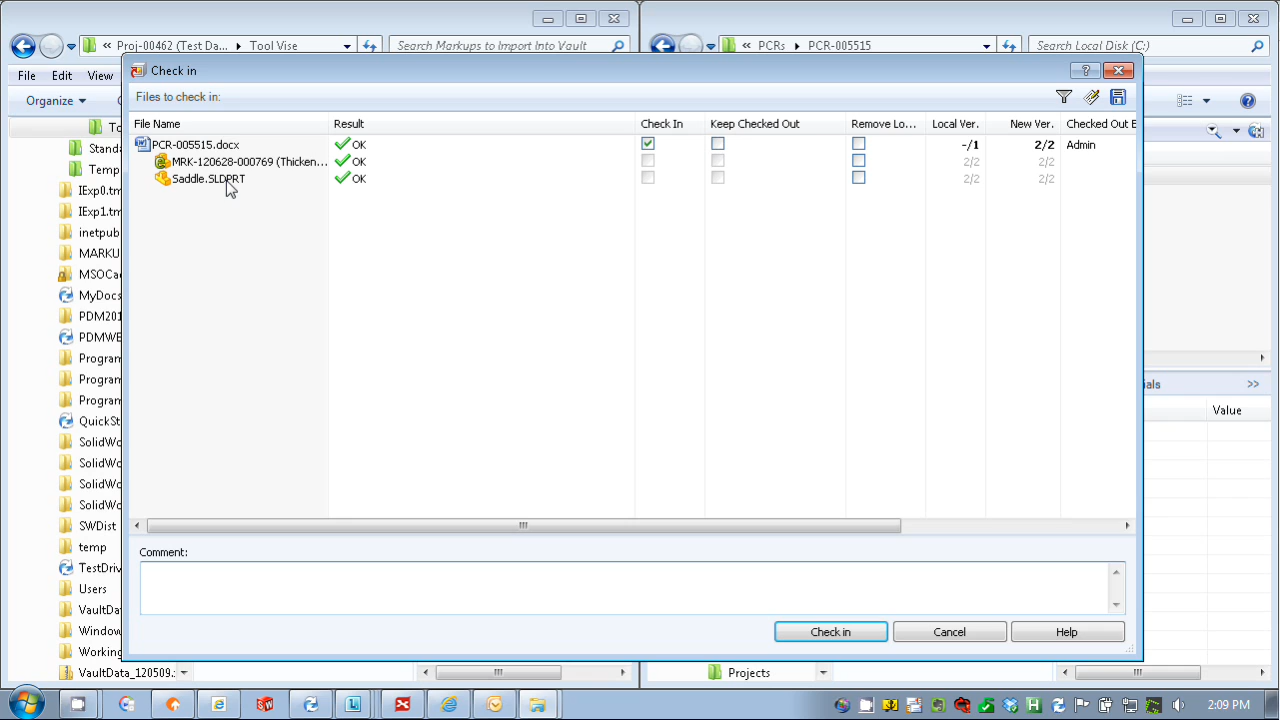 Proj-00462 (Test Da... Tool Vise
Search Markups to Import Into Vault
PCRs PCR-005515
Search Local Disk (C:)
File Edit View
Check in
Organize
Files to check in:
File Name Result Check In Keep Checked Out Remove Lo... Local Ver. New Ver. Checked Out B
PCR-005515.docx OK -/1 2/2 Admin
MRK-120628-000769 (Thicken... OK 2/2 2/2
Saddle.SLDPRT OK 2/2 2/2
To
Stand
Temp
IExp0.tm
IExp1.tm
inetpub
MARKU
MSOCac
MyDocs
PDM201
PDMWE
Program
Program
Program
QuickSt
SolidWo
SolidWo
SolidWo
SolidWo
SWDist
temp
TestDriv
Users
VaultDat
Window
Working
VaultData_120509.
ials
>>
Value
Comment:
Check in Cancel Help
Projects
2:09 PM